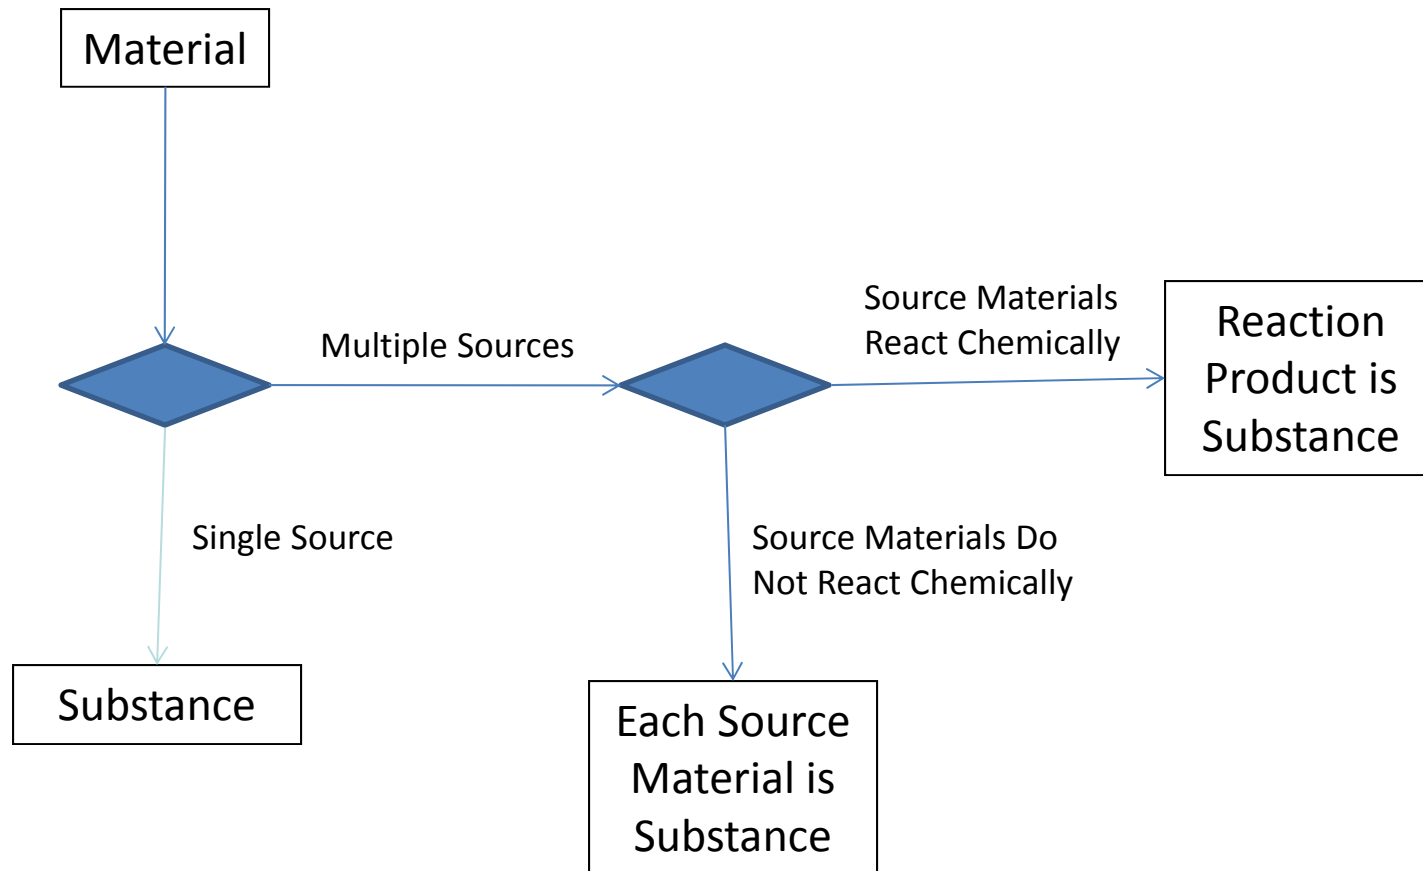 Material
Multiple Sources
Source Materials
React Chemically
Reaction
Product is
Substance
Single Source
Source Materials Do
Not React Chemically
Substance
Each Source
Material is
Substance